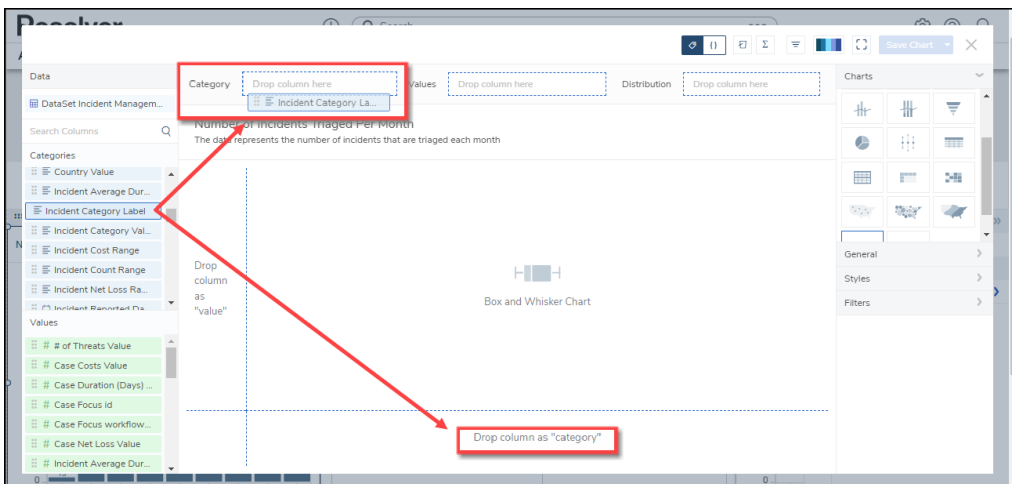 Resolver
Search
Save Chart
Data
DataSet Incident Managem...
Search Columns
Categories
Country Value
Incident Average Dur...
Incident Category Label
Incident Category Val...
Incident Cost Range
Incident Count Range
Incident Net Loss Ra...
Incident Reported Da...
Values
# # of Threats Value
# Case Costs Value
# Case Duration (Days) ...
# Case Focus id
# Case Focus workflow...
# Case Net Loss Value
# Incident Average Dur...
Category
Drop column here
Incident Category La...
Values
Drop column here
Distribution
Drop column here
Number of Incidents Triaged Per Month
The data represents the number of incidents that are triaged each month
Drop
column
as
"value"
Box and Whisker Chart
Drop column as "category"
Charts
General
Styles
Filters
0
0